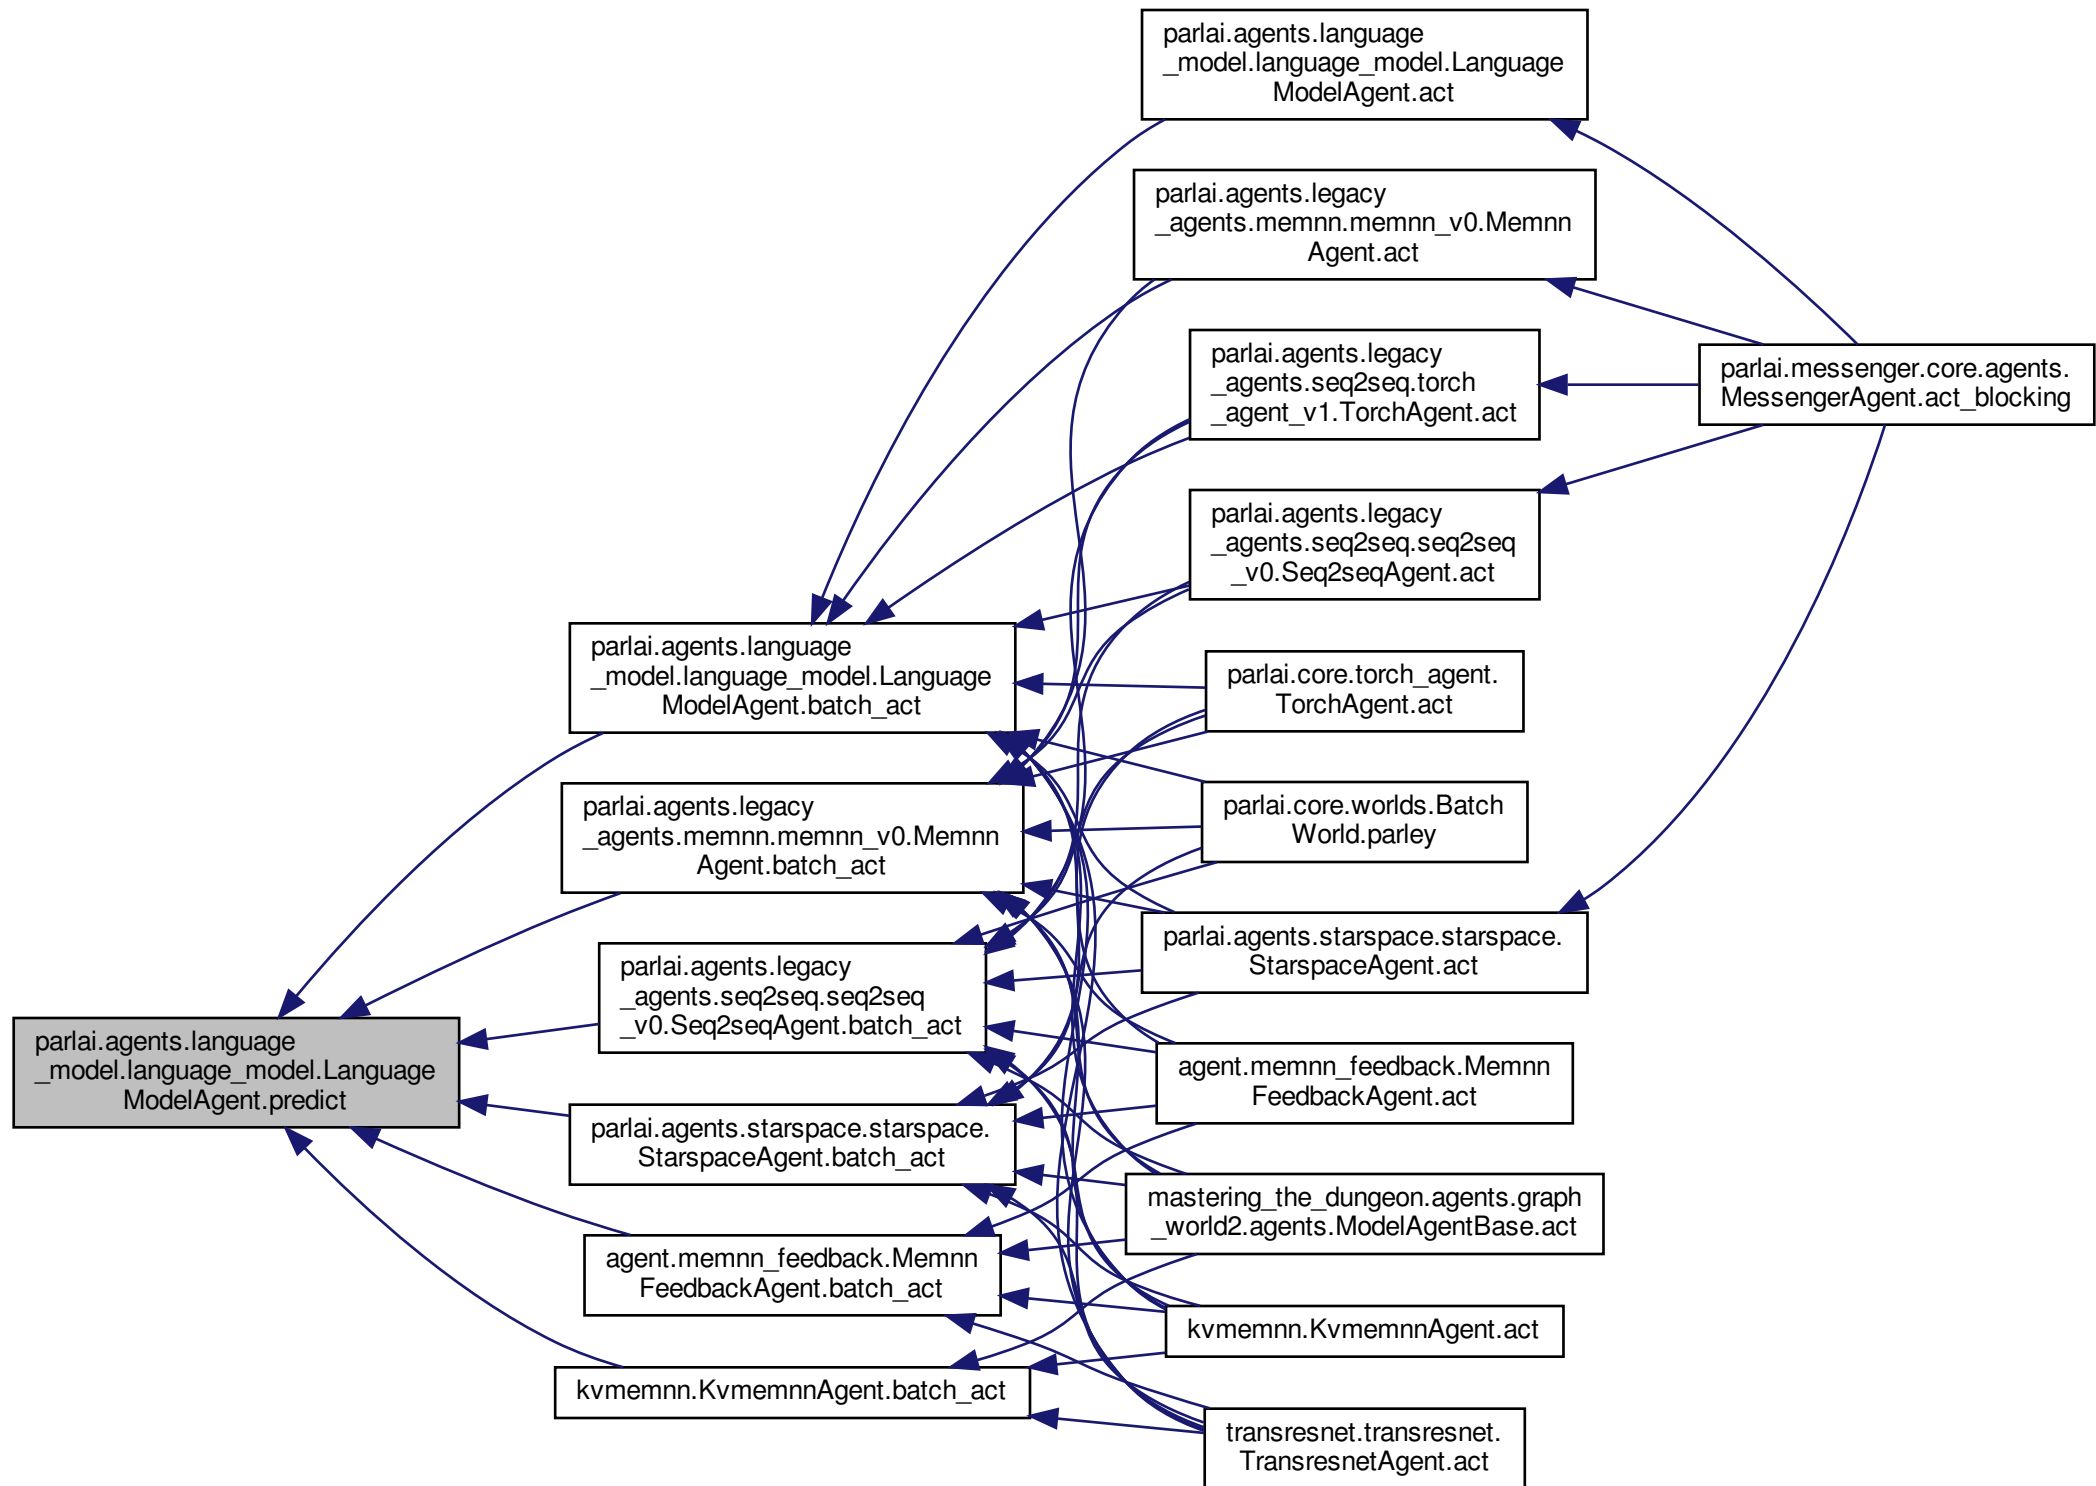 parlai.agents.language
_model.language_model.Language
ModelAgent.act
parlai.agents.legacy
_agents.memnn.memnn_v0.Memnn
Agent.act
parlai.agents.legacy
_agents.seq2seq.torch
_agent_v1.TorchAgent.act
parlai.messenger.core.agents.
MessengerAgent.act_blocking
parlai.agents.legacy
_agents.seq2seq.seq2seq
_v0.Seq2seqAgent.act
parlai.agents.language
_model.language_model.Language
ModelAgent.batch_act
parlai.core.torch_agent.
TorchAgent.act
parlai.agents.legacy
_agents.memnn.memnn_v0.Memnn
Agent.batch_act
parlai.core.worlds.Batch
World.parley
parlai.agents.legacy
_agents.seq2seq.seq2seq
_v0.Seq2seqAgent.batch_act
parlai.agents.starspace.starspace.
StarspaceAgent.act
parlai.agents.language
_model.language_model.Language
ModelAgent.predict
agent.memnn_feedback.Memnn
FeedbackAgent.act
parlai.agents.starspace.starspace.
StarspaceAgent.batch_act
mastering_the_dungeon.agents.graph
_world2.agents.ModelAgentBase.act
agent.memnn_feedback.Memnn
FeedbackAgent.batch_act
kvmemnn.KvmemnnAgent.act
kvmemnn.KvmemnnAgent.batch_act
transresnet.transresnet.
TransresnetAgent.act